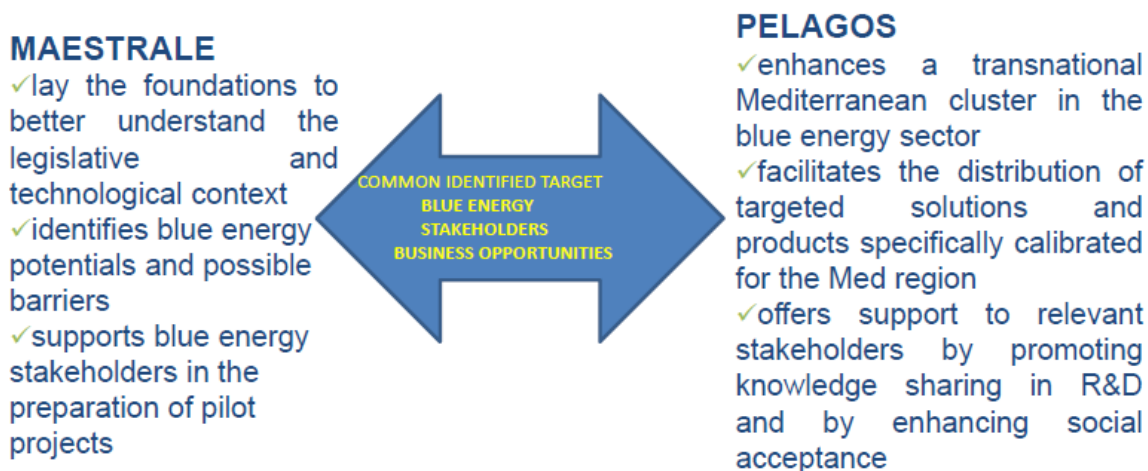 MAESTRALE
✓lay the foundations to
better understand the
legislative and
technological context
✓identifies blue energy
potentials and possible
barriers
✓supports blue energy
stakeholders in the
preparation of pilot
projects
COMMON IDENTIFIED TARGET
BLUE ENERGY
STAKEHOLDERS
BUSINESS OPPORTUNITIES
PELAGOS
✓enhances a transnational
Mediterranean cluster in the
blue energy sector
✓facilitates the distribution of
targeted solutions and
products specifically calibrated
for the Med region
✓offers support to relevant
stakeholders by promoting
knowledge sharing in R&D
and by enhancing social
acceptance